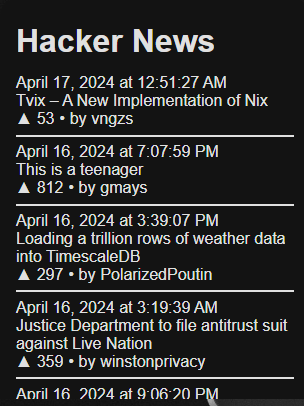 Hacker News
April 17, 2024 at 12:51:27 AM
Tvix – A New Implementation of Nix
▲ 53 • by vngzs
April 16, 2024 at 7:07:59 PM
This is a teenager
▲ 812 • by gmays
April 16, 2024 at 3:39:07 PM
Loading a trillion rows of weather data
into TimescaleDB
▲ 297 • by PolarizedPoutin
April 16, 2024 at 3:19:39 AM
Justice Department to file antitrust suit
against Live Nation
▲ 359 • by winstonprivacy
April 16, 2024 at 9:06:20 PM